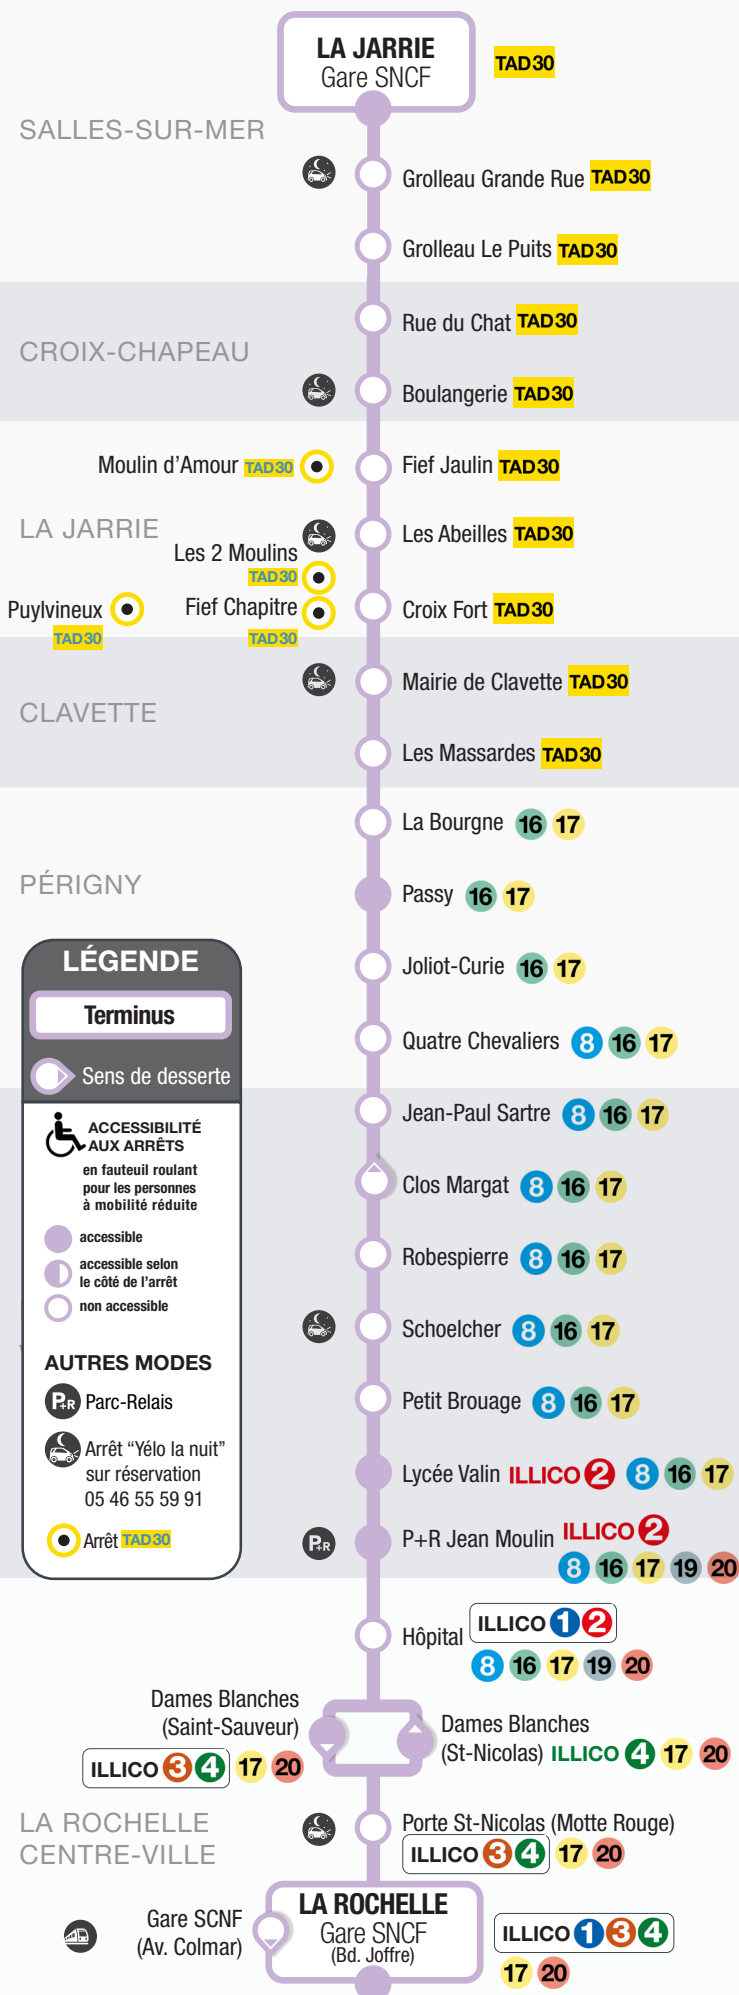 LA JARRIE
Gare SNCF
TAD30
SALLES-SUR-MER
Grolleau Grande Rue TAD30
Grolleau Le Puits TAD30
Rue du Chat TAD30
CROIX-CHAPEAU
Boulangerie TAD30
Moulin d'Amour TAD30
Fief Jaulin TAD30
LA JARRIE
Les Abeilles TAD30
Les 2 Moulins
TAD30
Puylvineux
TAD30
Fief Chapitre
TAD30
Croix Fort TAD30
Mairie de Clavette TAD30
CLAVETTE
Les Massardes TAD30
La Bourgne 16 17
PÉRIGNY
Passy 16 17
Joliot-Curie 16 17
Quatre Chevaliers 8 16 17
Jean-Paul Sartre 8 16 17
Clos Margat 8 16 17
Robespierre 8 16 17
Schoelcher 8 16 17
Petit Brouage 8 16 17
Lycée Valin ILLICO 2 8 16 17
P+R
P+R Jean Moulin ILLICO 2
8 16 17 19 20
LÉGENDE
Terminus
Sens de desserte
ACCESSIBILITÉ
AUX ARRÊTS
en fauteuil roulant
pour les personnes
à mobilité réduite
accessible
accessible selon
le côté de l'arrêt
non accessible
AUTRES MODES
P+R Parc-Relais
Arrêt “Yélo la nuit”
sur réservation
05 46 55 59 91
Arrêt TAD30
Hôpital ILLICO 1 2
8 16 17 19 20
Dames Blanches
(Saint-Sauveur)
ILLICO 3 4 17 20
Dames Blanches
(St-Nicolas) ILLICO 4 17 20
LA ROCHELLE
CENTRE-VILLE
Porte St-Nicolas (Motte Rouge)
ILLICO 3 4 17 20
Gare SCNF
(Av. Colmar)
LA ROCHELLE
Gare SNCF
(Bd. Joffre)
ILLICO 1 3 4
17 20